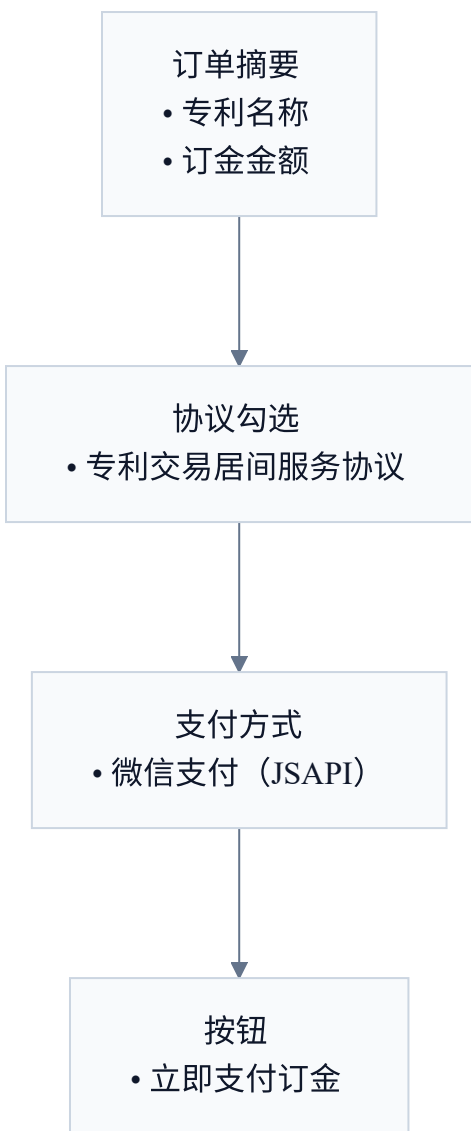 订单摘要
• 专利名称
• 订金金额
协议勾选
• 专利交易居间服务协议
支付方式
• 微信支付（JSAPI）
按钮
• 立即支付订金